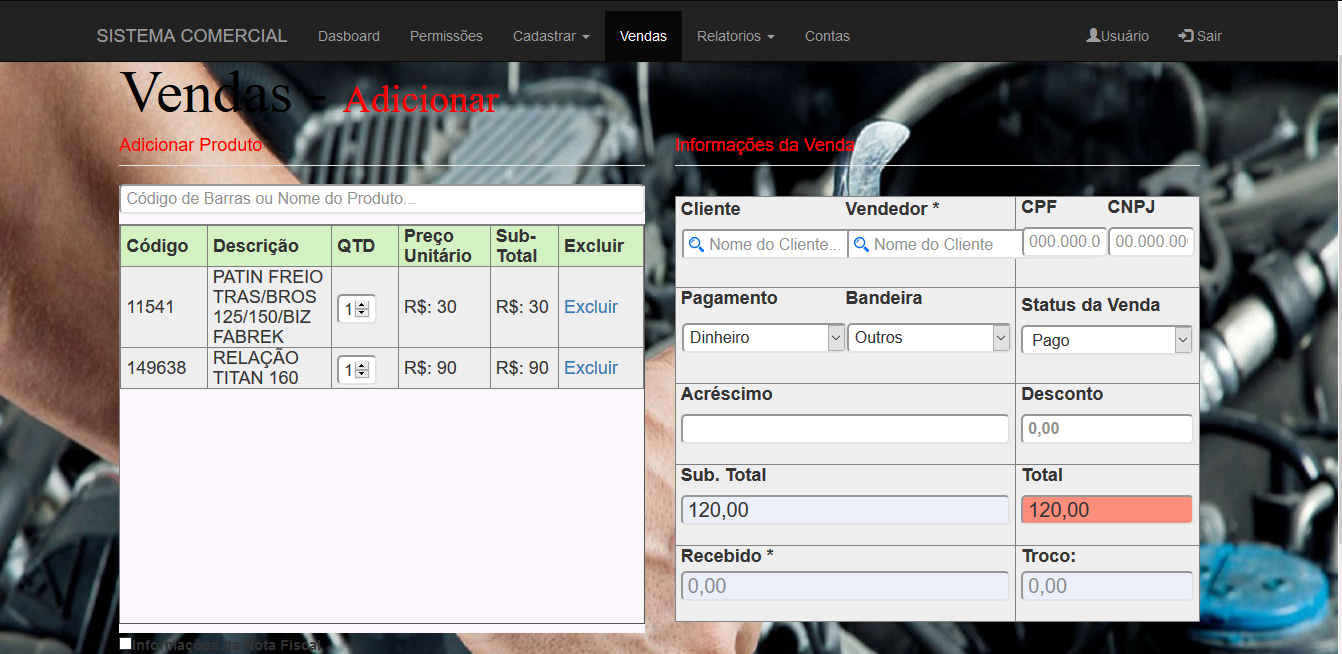 SISTEMA COMERCIAL Dasboard Permissões Cadastrar Vendas Relatorios Contas Usuário Sair
Vendas - Adicionar
Adicionar Produto
Código de Barras ou Nome do Produto...
Código Descrição QTD Preço Unitário Sub-Total Excluir
11541 PATIN FREIO TRAS/BROS 125/150/BIZ FABREK 1 R$: 30 R$: 30 Excluir
149638 RELAÇÃO TITAN 160 1 R$: 90 R$: 90 Excluir
Informações da Nota Fiscal
Informações da Venda
Cliente Vendedor * CPF CNPJ
Nome do Cliente... Nome do Cliente 000.000.0 00.000.00
Pagamento Bandeira Status da Venda
Dinheiro Outros Pago
Acréscimo Desconto
0,00
Sub. Total Total
120,00 120,00
Recebido * Troco:
0,00 0,00